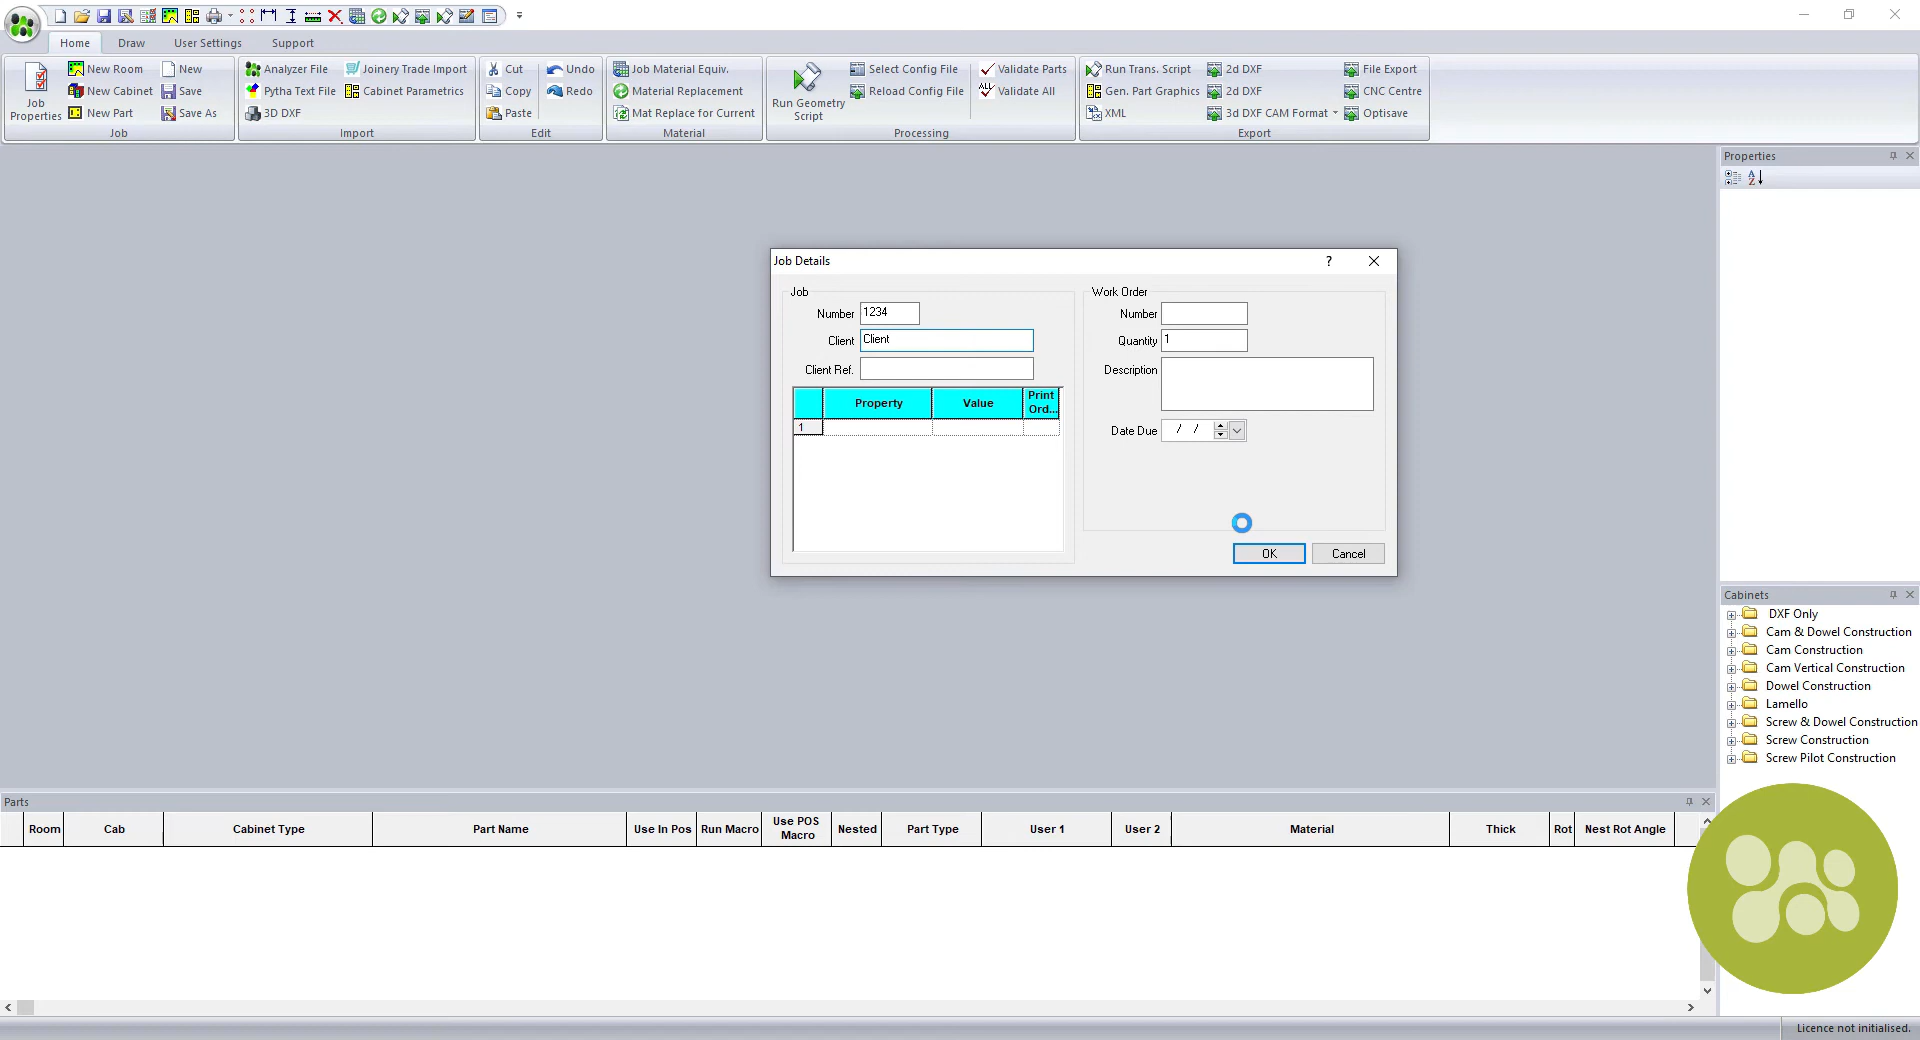 Home Draw User Settings Support
Job Properties
New Room
New Cabinet
New Part
New
Save
Save As
Job
Analyzer File
Pytha Text File
3D DXF
Joinery Trade Import
Cabinet Parametrics
Import
Cut
Copy
Paste
Undo
Redo
Edit
Job Material Equiv.
Material Replacement
Mat Replace for Current
Material
Run Geometry
Script
Select Config File
Reload Config File
Validate Parts
ALL Validate All
Processing
Run Trans. Script
Gen. Part Graphics
XML
2d DXF
2d DXF
3d DXF CAM Format
File Export
CNC Centre
Optisave
Export
Properties
Job Details ?
Job
Number 1234
Client Client
Client Ref.
Property Value Print Ord...
1
Work Order
Number
Quantity 1
Description
Date Due / /
OK Cancel
Cabinets
DXF Only
Cam & Dowel Construction
Cam Construction
Cam Vertical Construction
Dowel Construction
Lamello
Screw & Dowel Construction
Screw Construction
Screw Pilot Construction
Parts
Room Cab Cabinet Type Part Name Use In Pos Run Macro Use POS Macro Nested Part Type User 1 User 2 Material Thick Rot Nest Rot Angle
Licence not initialised.